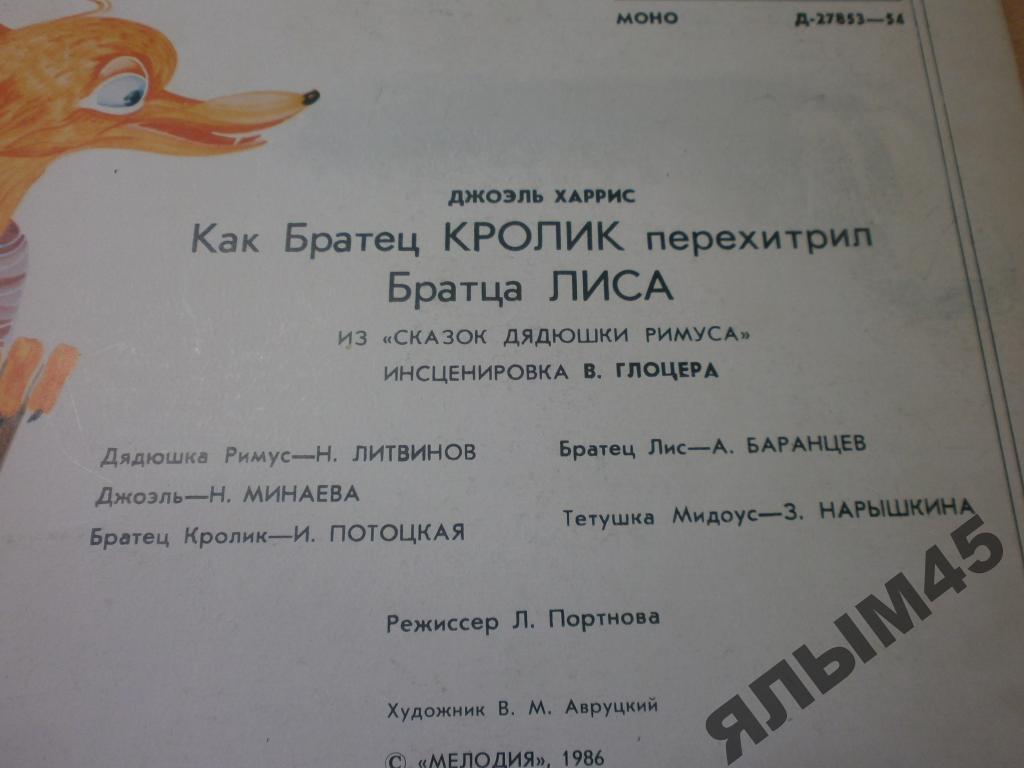 МОНО Д-27853—54
ДЖОЭЛЬ ХАРРИС
Как Братец КРОЛИК перехитрил
Братца ЛИСА
ИЗ «СКАЗОК ДЯДЮШКИ РИМУСА»
ИНСЦЕНИРОВКА В. ГЛОЦЕРА
Дядюшка Римус—Н. ЛИТВИНОВ
Джоэль—Н. МИНАЕВА
Братец Кролик—И. ПОТОЦКАЯ
Братец Лис—А. БАРАНЦЕВ
Тетушка Мидоус—З. НАРЫШКИНА
Режиссер Л. Портнова
Художник В. М. Авруцкий
© «МЕЛОДИЯ», 1986
ЯЛЫМ45